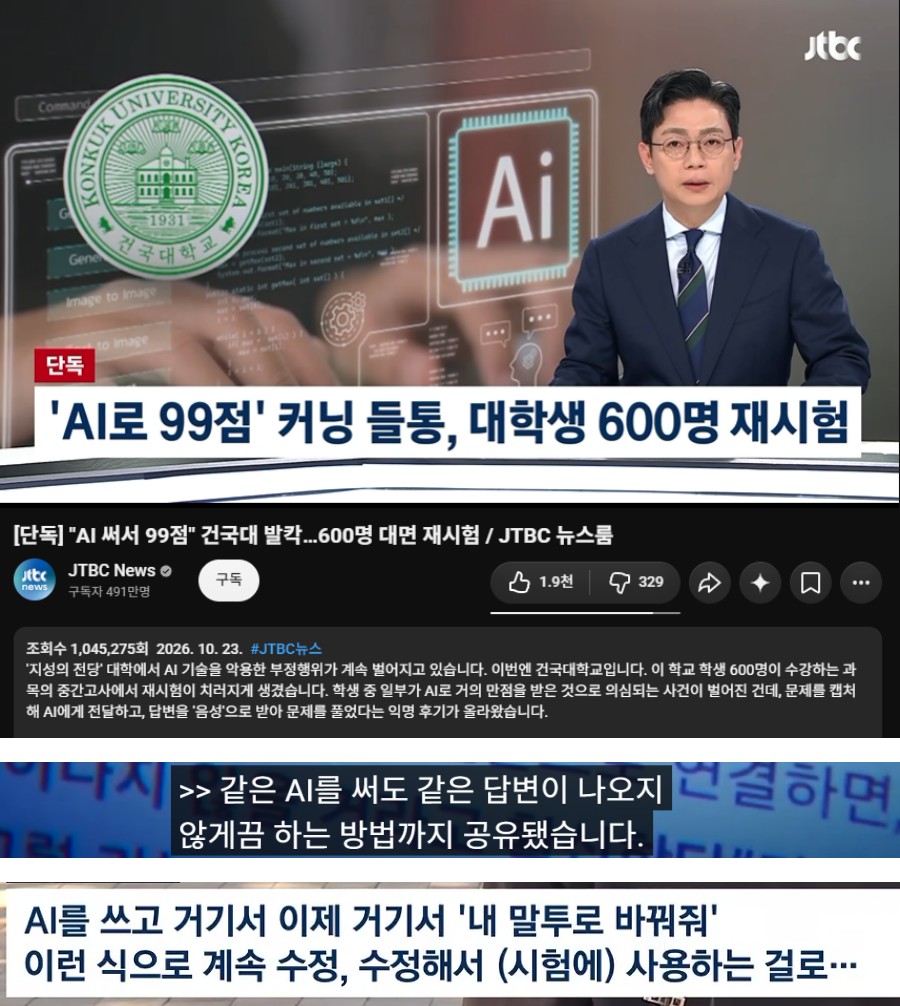 jtbc
Command
KONKUK UNIVERSITY KOREA
1931
건국대학교
Ai
Image to Image
단독
'AI로 99점' 커닝 들통, 대학생 600명 재시험
[단독] "AI 써서 99점" 건국대 발칵...600명 대면 재시험 / JTBC 뉴스룸
jtbc news
JTBC News
구독자 491만명
구독
1.9천
329
조회수 1,045,275회 2026. 10. 23. #JTBC뉴스
'지성의 전당' 대학에서 AI 기술을 악용한 부정행위가 계속 벌어지고 있습니다. 이번엔 건국대학교입니다. 이 학교 학생 600명이 수강하는 과
목의 중간고사에서 재시험이 치러지게 생겼습니다. 학생 중 일부가 AI로 거의 만점을 받은 것으로 의심되는 사건이 벌어진 건데, 문제를 캡처
해 AI에게 전달하고, 답변을 '음성'으로 받아 문제를 풀었다는 익명 후기가 올라왔습니다.
연결하면,
>> 같은 AI를 써도 같은 답변이 나오지
않게끔 하는 방법까지 공유됐습니다.
AI를 쓰고 거기서 이제 거기서 '내 말투로 바꿔줘'
이런 식으로 계속 수정, 수정해서 (시험에) 사용하는 걸로…